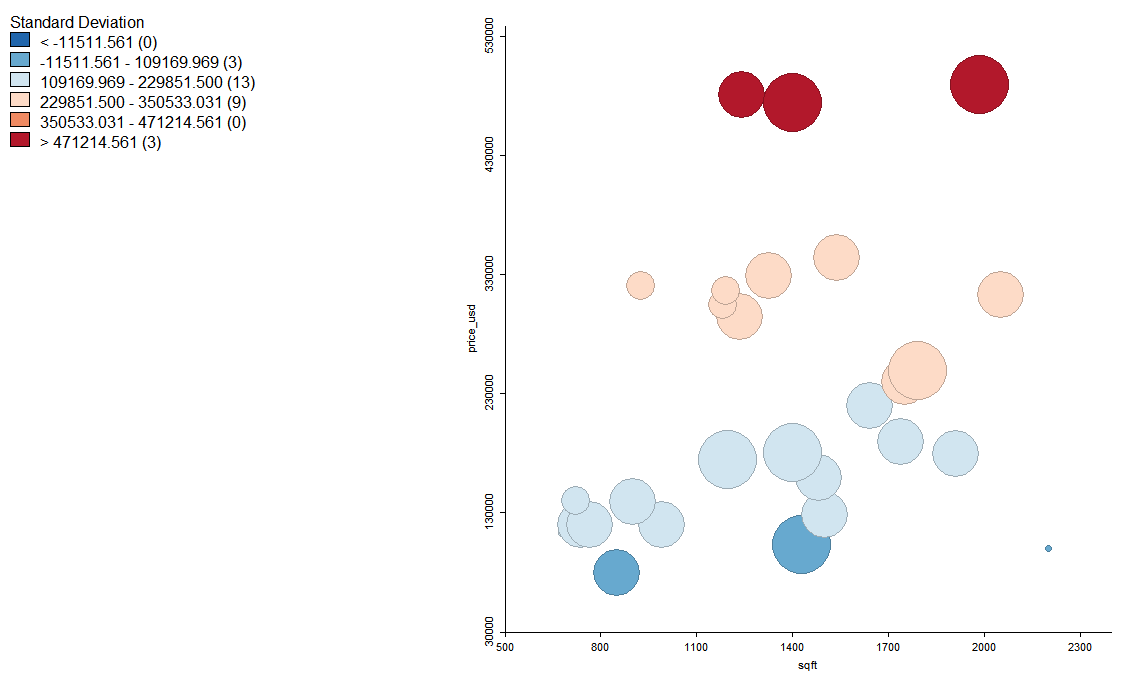 Standard Deviation
< -11511.561 (0)
-11511.561 - 109169.969 (3)
109169.969 - 229851.500 (13)
229851.500 - 350533.031 (9)
350533.031 - 471214.561 (0)
> 471214.561 (3)
530000
430000
330000
230000
130000
30000
price_usd
500 800 1100 1400 1700 2000 2300
sqft